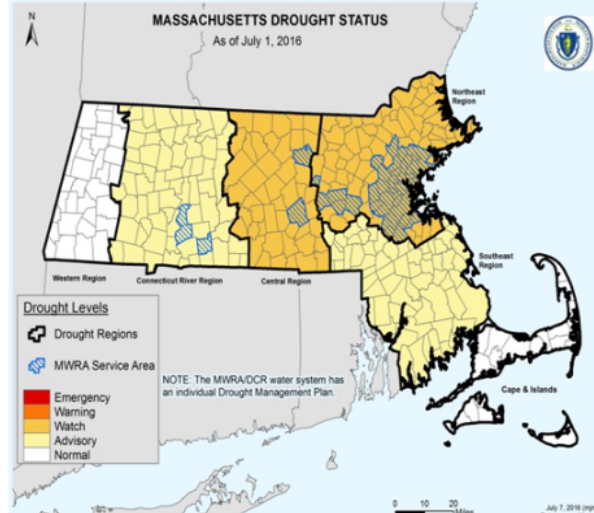 MASSACHUSETTS DROUGHT STATUS
As of July 1, 2016
N
Northeast
Region
Southeast
Region
Western Region
Connecticut River Region
Central Region
Cape & Islands
Drought Levels
Drought Regions
MWRA Service Area
Emergency
Warning
Watch
Advisory
Normal
NOTE: The MWRA/DCR water system has
an individual Drought Management Plan.
0 10 20
Miles
July 7, 2016